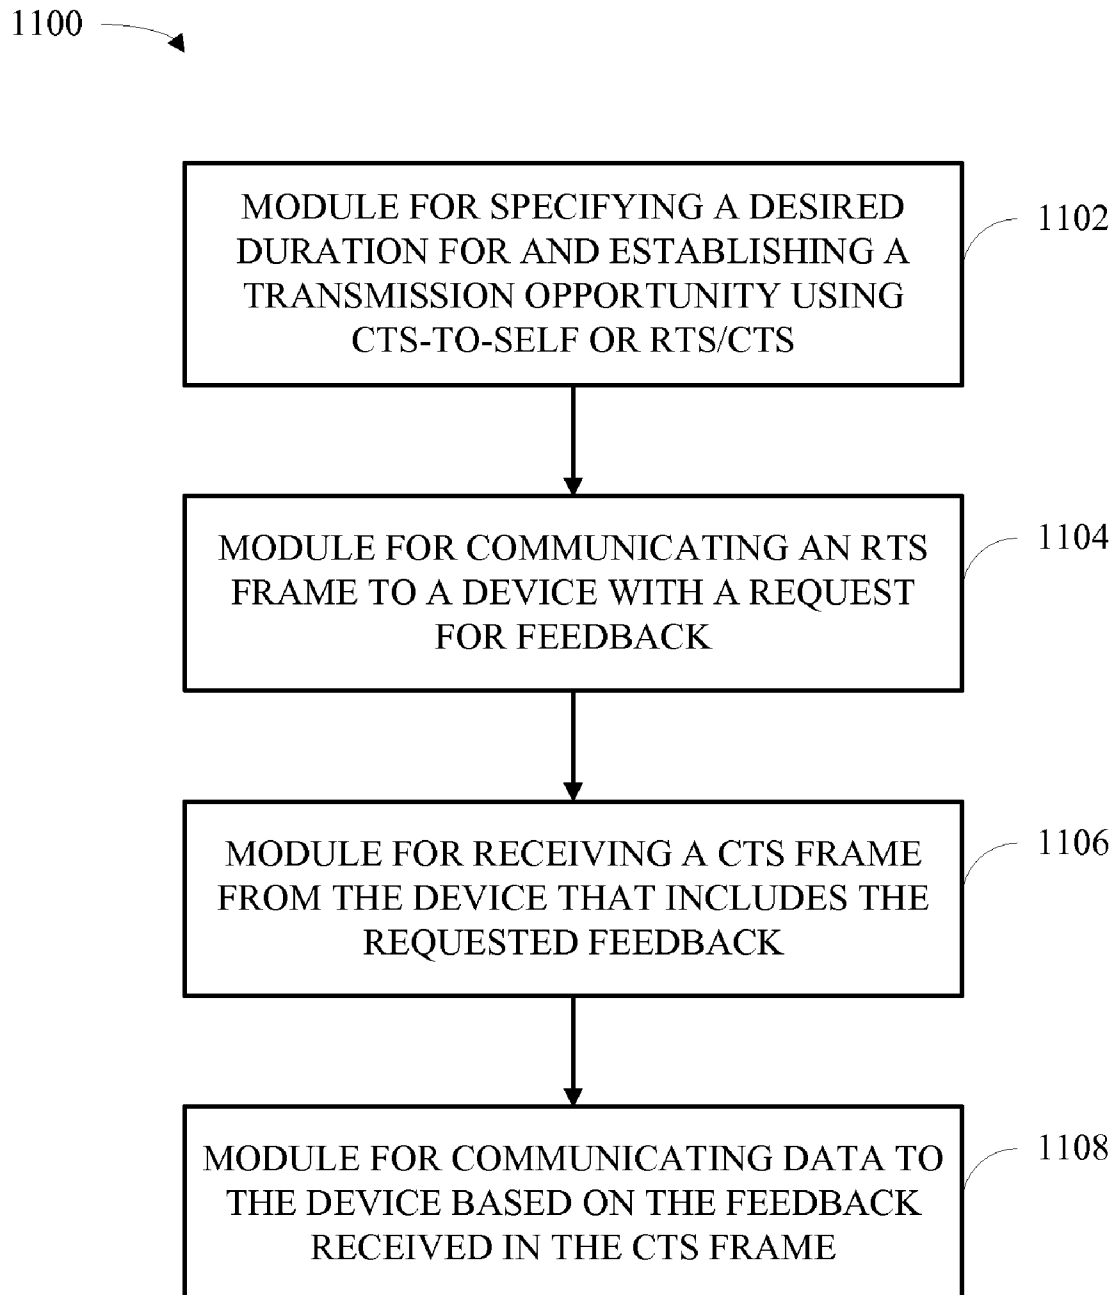 1100
MODULE FOR SPECIFYING A DESIRED
DURATION FOR AND ESTABLISHING A
TRANSMISSION OPPORTUNITY USING
CTS-TO-SELF OR RTS/CTS
1102
MODULE FOR COMMUNICATING AN RTS
FRAME TO A DEVICE WITH A REQUEST
FOR FEEDBACK
1104
MODULE FOR RECEIVING A CTS FRAME
FROM THE DEVICE THAT INCLUDES THE
REQUESTED FEEDBACK
1106
MODULE FOR COMMUNICATING DATA TO
THE DEVICE BASED ON THE FEEDBACK
RECEIVED IN THE CTS FRAME
1108